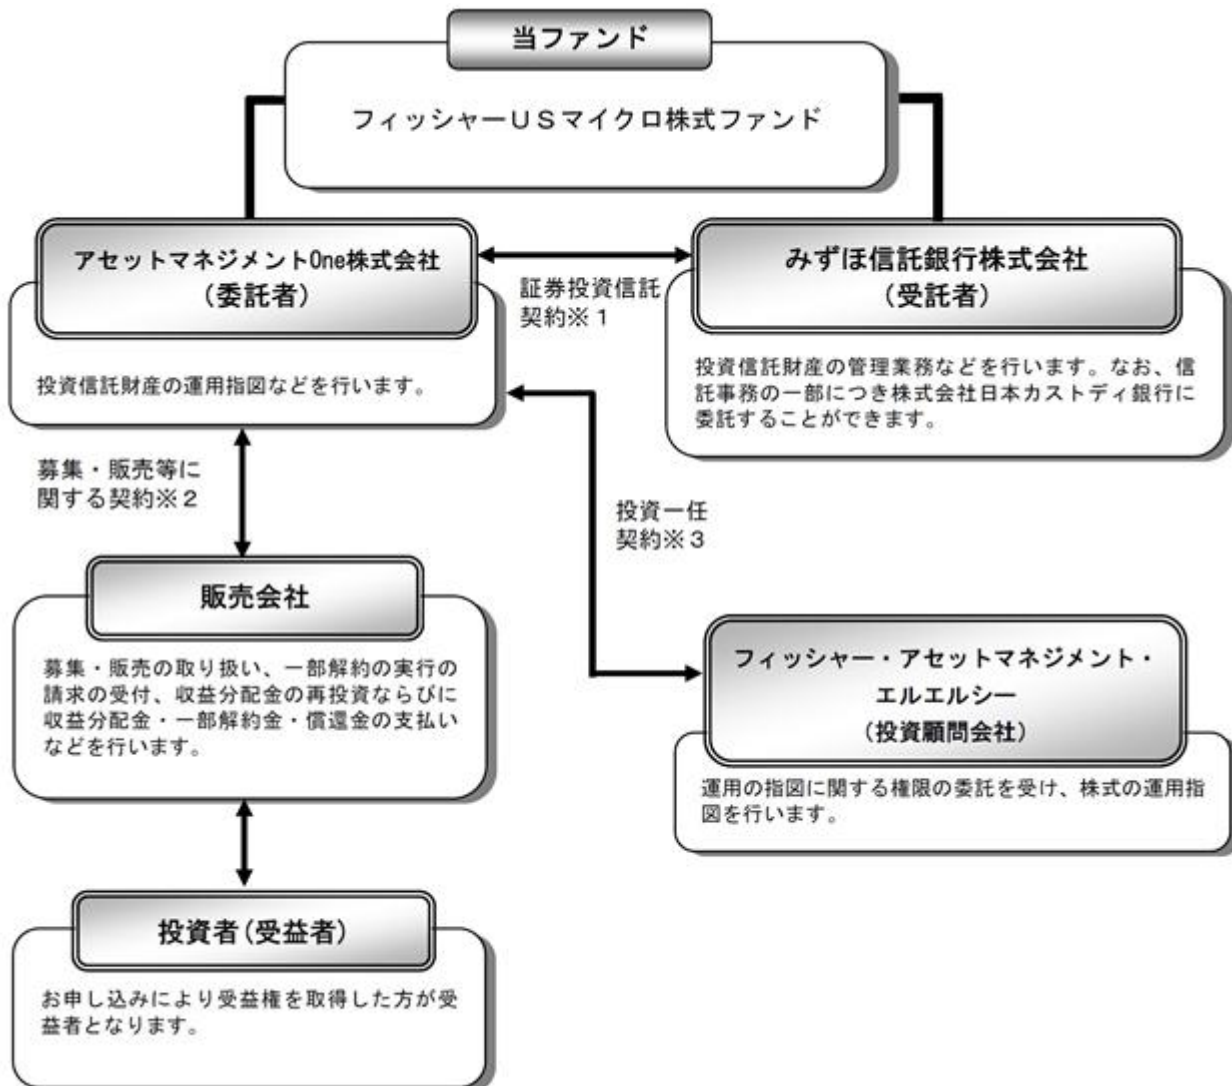 当ファンド
フィッシャーＵＳマイクロ株式ファンド
アセットマネジメントOne株式会社
（委託者）
投資信託財産の運用指図などを行います。
証券投資信託
契約※１
みずほ信託銀行株式会社
（受託者）
投資信託財産の管理業務などを行います。なお、信
託事務の一部につき株式会社日本カストディ銀行に
委託することができます。
募集・販売等に
関する契約※２
投資一任
契約※３
販売会社
募集・販売の取り扱い、一部解約の実行の
請求の受付、収益分配金の再投資ならびに
収益分配金・一部解約金・償還金の支払い
などを行います。
フィッシャー・アセットマネジメント・
エルエルシー
（投資顧問会社）
運用の指図に関する権限の委託を受け、株式の運用指
図を行います。
投資者（受益者）
お申し込みにより受益権を取得した方が受
益者となります。